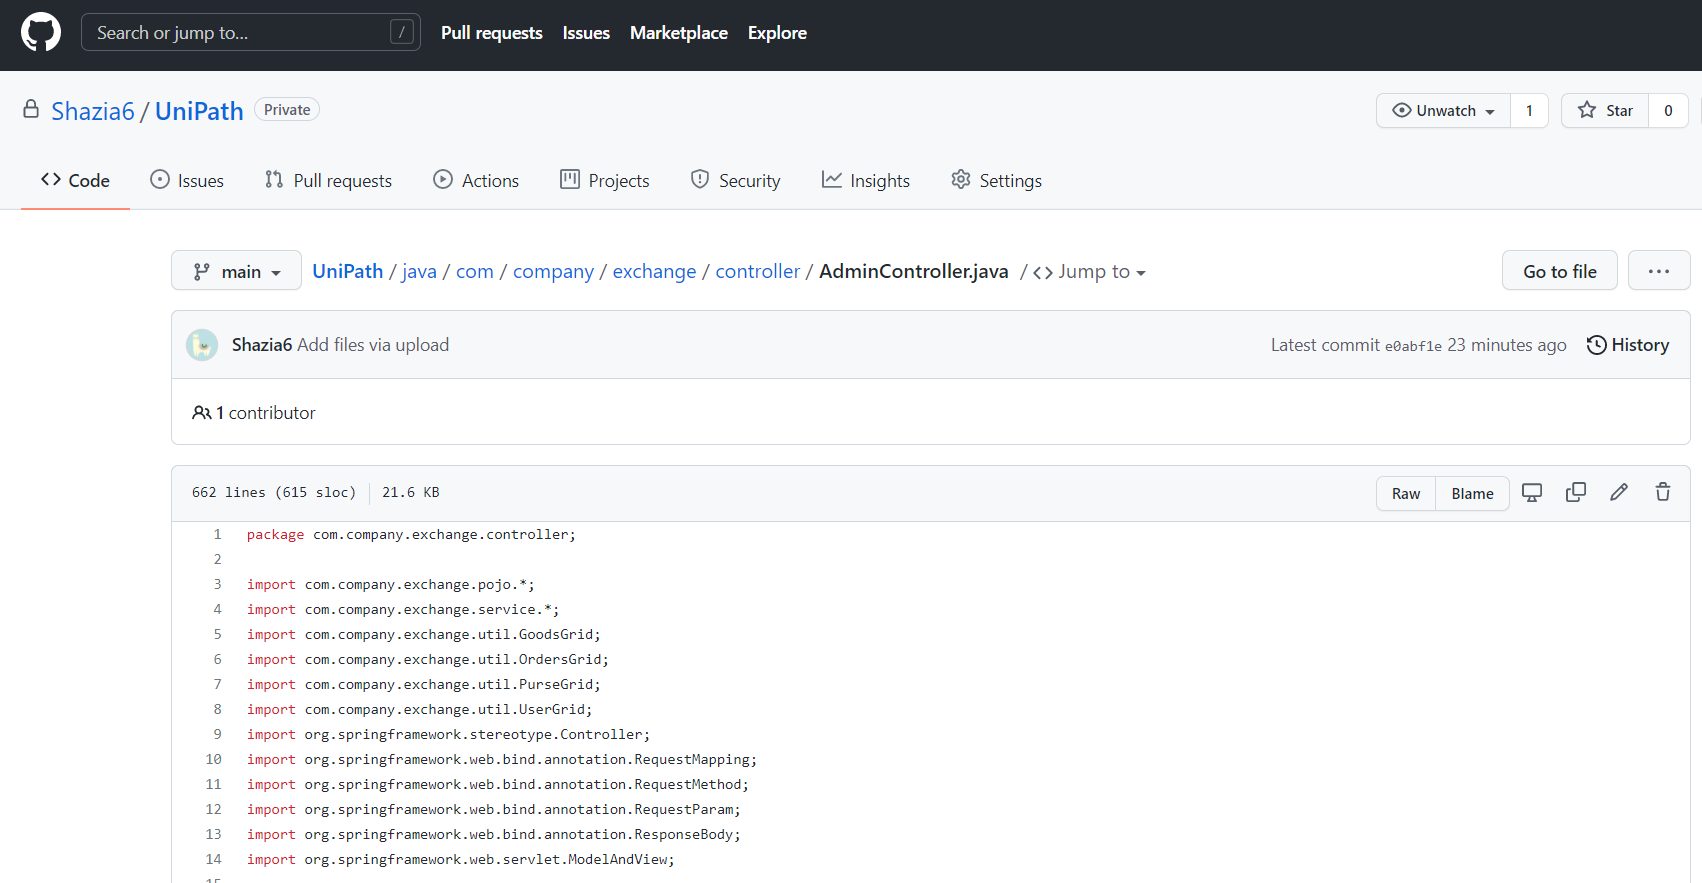 Search or jump to... /
Pull requests Issues Marketplace Explore
Shazia6 / UniPath Private
Unwatch 1 Star 0
Code Issues Pull requests Actions Projects Security Insights Settings
main UniPath / java / com / company / exchange / controller / AdminController.java / <> Jump to Go to file ...
Shazia6 Add files via upload Latest commit e0abf1e 23 minutes ago History
1 contributor
662 lines (615 sloc) 21.6 KB Raw Blame
1 package com.company.exchange.controller;
2
3 import com.company.exchange.pojo.*;
4 import com.company.exchange.service.*;
5 import com.company.exchange.util.GoodsGrid;
6 import com.company.exchange.util.OrdersGrid;
7 import com.company.exchange.util.PurseGrid;
8 import com.company.exchange.util.UserGrid;
9 import org.springframework.stereotype.Controller;
10 import org.springframework.web.bind.annotation.RequestMapping;
11 import org.springframework.web.bind.annotation.RequestMethod;
12 import org.springframework.web.bind.annotation.RequestParam;
13 import org.springframework.web.bind.annotation.ResponseBody;
14 import org.springframework.web.servlet.ModelAndView;
15